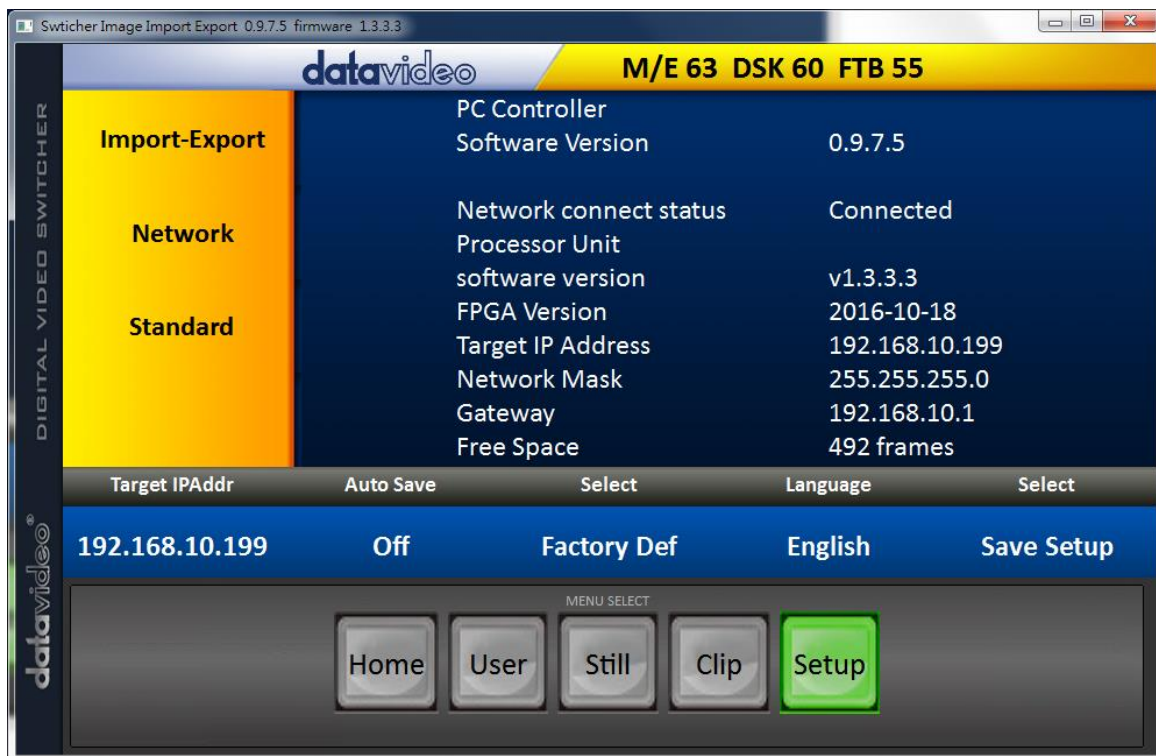 Swticher Image Import Export 0.9.7.5 firmware 1.3.3.3
datavideo M/E 63 DSK 60 FTB 55
DIGITAL VIDEO SWITCHER
datavideo®
Import-Export
Network
Standard
PC Controller
Software Version 0.9.7.5
Network connect status Connected
Processor Unit
software version v1.3.3.3
FPGA Version 2016-10-18
Target IP Address 192.168.10.199
Network Mask 255.255.255.0
Gateway 192.168.10.1
Free Space 492 frames
Target IPAddr Auto Save Select Language Select
192.168.10.199 Off Factory Def English Save Setup
MENU SELECT
Home User Still Clip Setup